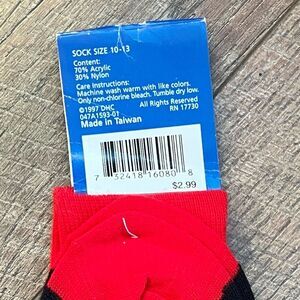 SOCK SIZE 10-13
Content:
70% Acrylic
30% Nylon
Care Instructions:
Machine wash warm with like colors.
Only non-chlorine bleach. Tumble dry low.
©1997 DHC All Rights Reserved
047A1593-01 RN 17730
Made in Taiwan
7 32418 16080 8
$2.99